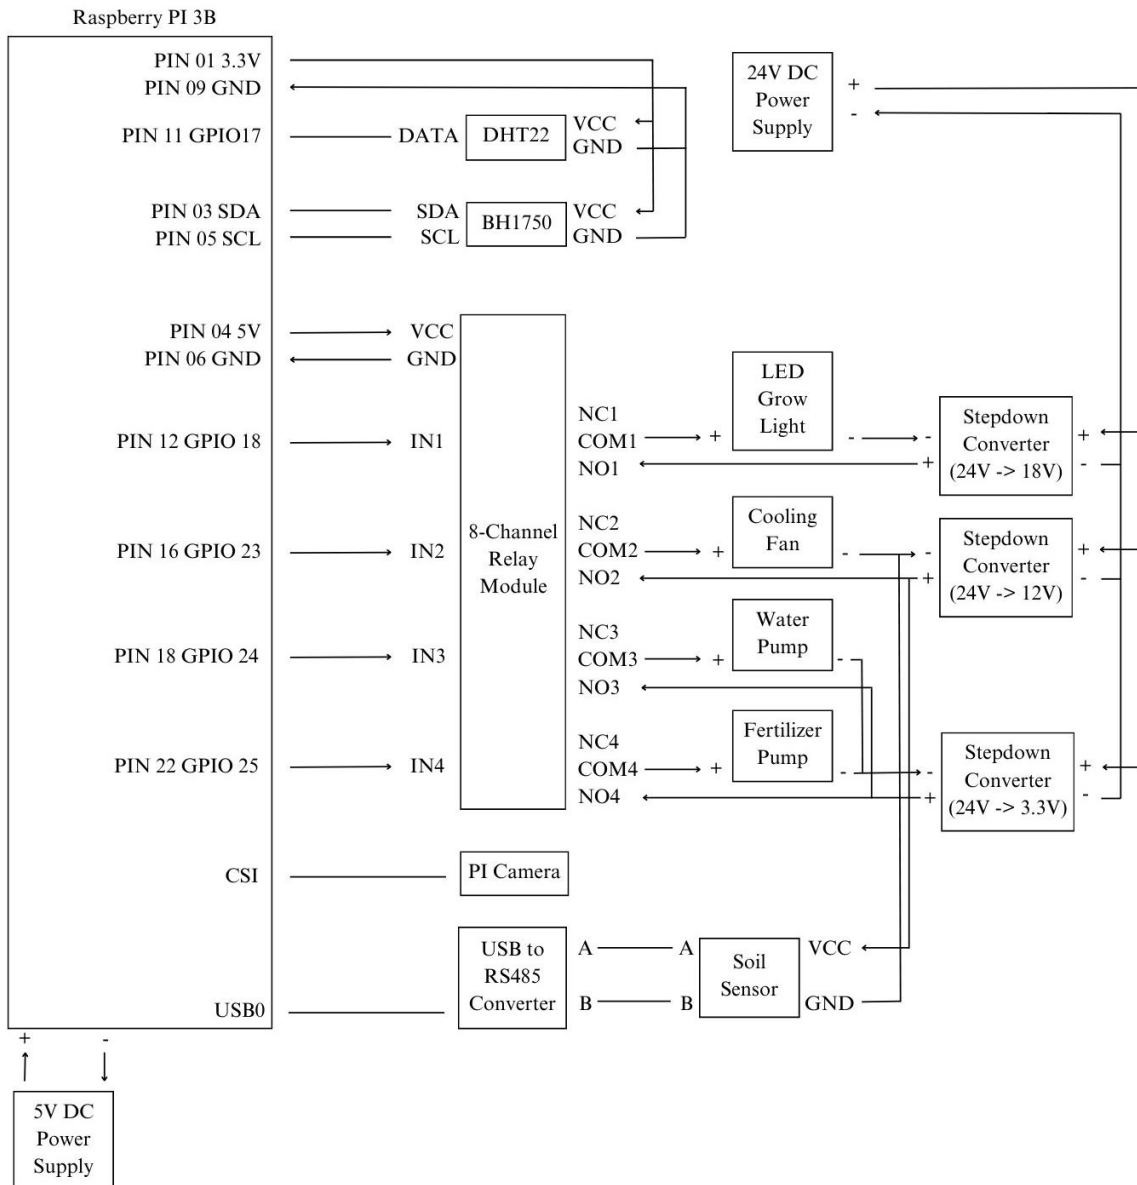 Raspberry PI 3B
PIN 01 3.3V
PIN 09 GND
PIN 11 GPIO17
PIN 03 SDA
PIN 05 SCL
PIN 04 5V
PIN 06 GND
PIN 12 GPIO 18
PIN 16 GPIO 23
PIN 18 GPIO 24
PIN 22 GPIO 25
CSI
USB0
+
-
5V DC
Power
Supply
DATA
DHT22
VCC
GND
SDA
SCL
BH1750
VCC
GND
VCC
GND
IN1
IN2
IN3
IN4
8-Channel
Relay
Module
NC1
COM1
NO1
NC2
COM2
NO2
NC3
COM3
NO3
NC4
COM4
NO4
PI Camera
USB to
RS485
Converter
A
B
A
B
Soil
Sensor
VCC
GND
24V DC
Power
Supply
+
-
+
LED
Grow
Light
-
+
Cooling
Fan
-
+
Water
Pump
-
+
Fertilizer
Pump
-
-
+
Stepdown
Converter
(24V -> 18V)
+
-
-
+
Stepdown
Converter
(24V -> 12V)
+
-
-
+
Stepdown
Converter
(24V -> 3.3V)
+
-